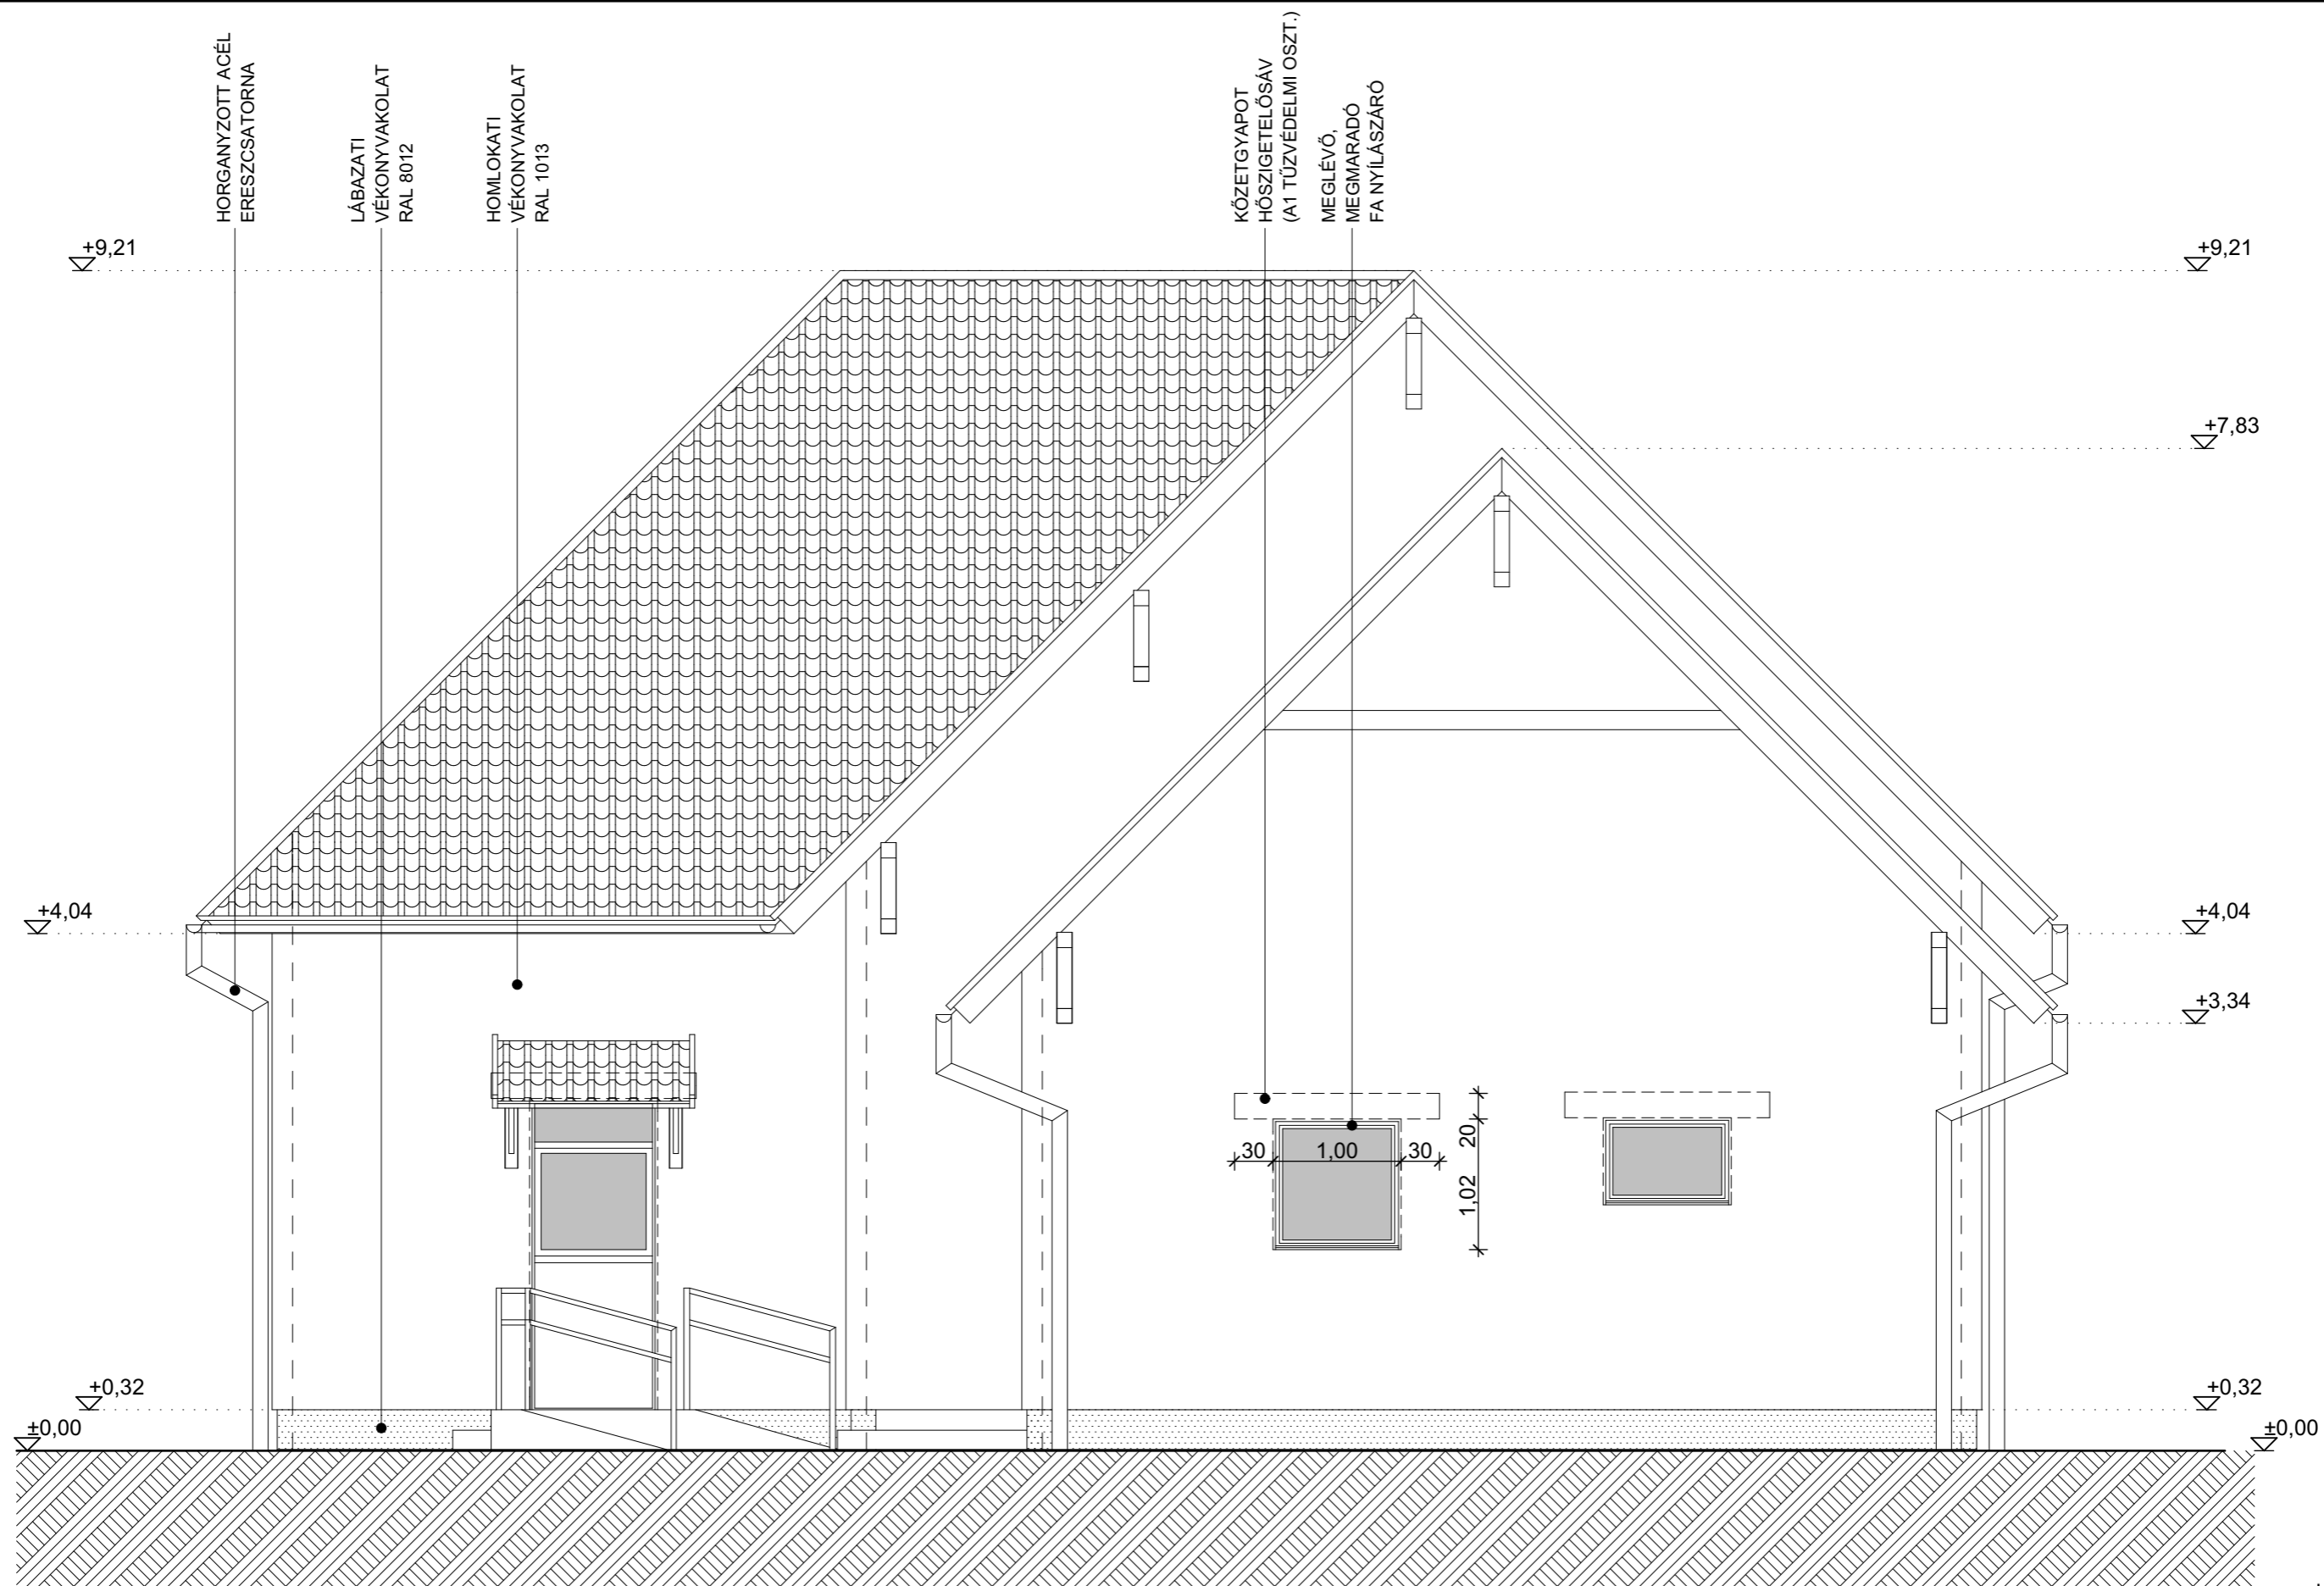 HORGANYZOTT ACÉL
ERESZCSATORNA
LÁBAZATI
VÉKONYVAKOLAT
RAL 8012
HOMLOKATI
VÉKONYVAKOLAT
RAL 1013
KŐZETGYAPOT
HŐSZIGETELŐSÁV
(A1 TŰZVÉDELMI OSZT.)
MEGLÉVŐ,
MEGMARADÓ
FA NYÍLÁSZÁRÓ
+9,21
+9,21
+7,83
+4,04
+4,04
+3,34
30
1,00
30
20
1,02
+0,32
+0,32
±0,00
±0,00